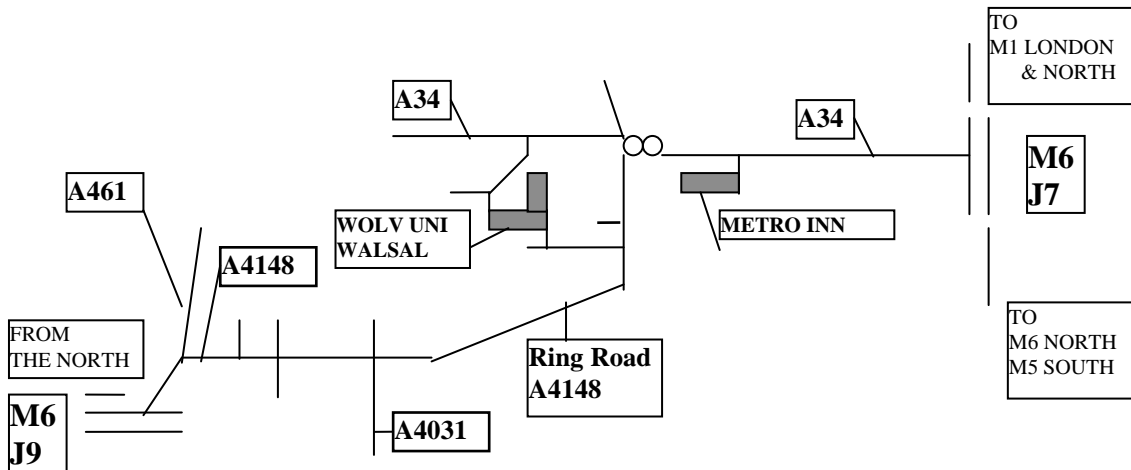 TO
M1 LONDON
& NORTH
A34
A34
M6
J7
A461
WOLV UNI
WALSAL
METRO INN
A4148
FROM
THE NORTH
TO
M6 NORTH
M5 SOUTH
Ring Road
A4148
M6
J9
A4031